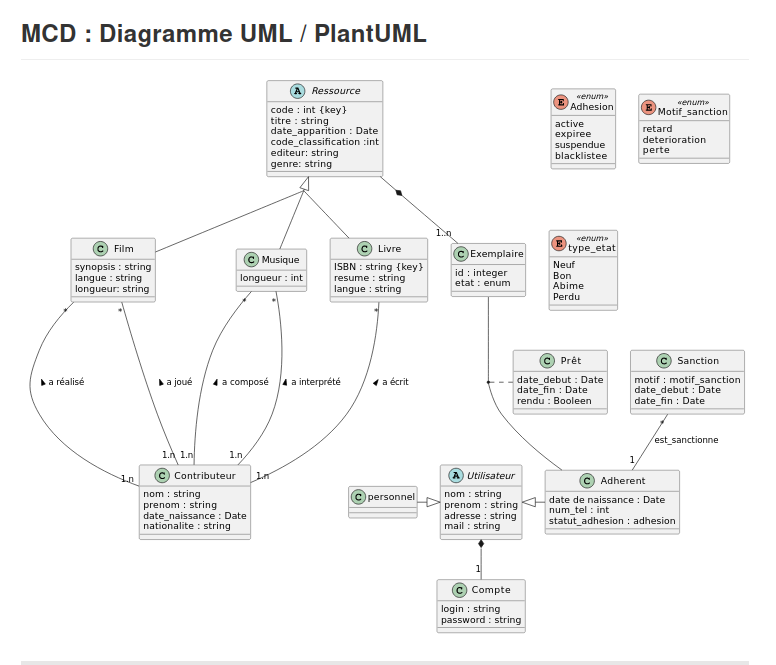 MCD : Diagramme UML / PlantUML
A Ressource
code : int {key}
titre : string
date_apparition : Date
code_classification :int
editeur: string
genre: string
E «enum»
Adhesion
active
expiree
suspendue
blacklistee
E «enum»
Motif_sanction
retard
deterioration
perte
1..n
C Film
synopsis : string
langue : string
longueur: string
C Musique
longueur : int
C Livre
ISBN : string {key}
resume : string
langue : string
C Exemplaire
id : integer
etat : enum
E «enum»
type_etat
Neuf
Bon
Abime
Perdu
* * * *
C Prêt
date_debut : Date
date_fin : Date
rendu : Booleen
C Sanction
motif : motif_sanction
date_debut : Date
date_fin : Date
a réalisé
a joué
a composé
a interprété
a écrit
*
est_sanctionne
1
1.n
1.n
1.n
1.n
1.n
C Contributeur
nom : string
prenom : string
date_naissance : Date
nationalite : string
C personnel
A Utilisateur
nom : string
prenom : string
adresse : string
mail : string
C Adherent
date de naissance : Date
num_tel : int
statut_adhesion : adhesion
1
C Compte
login : string
password : string